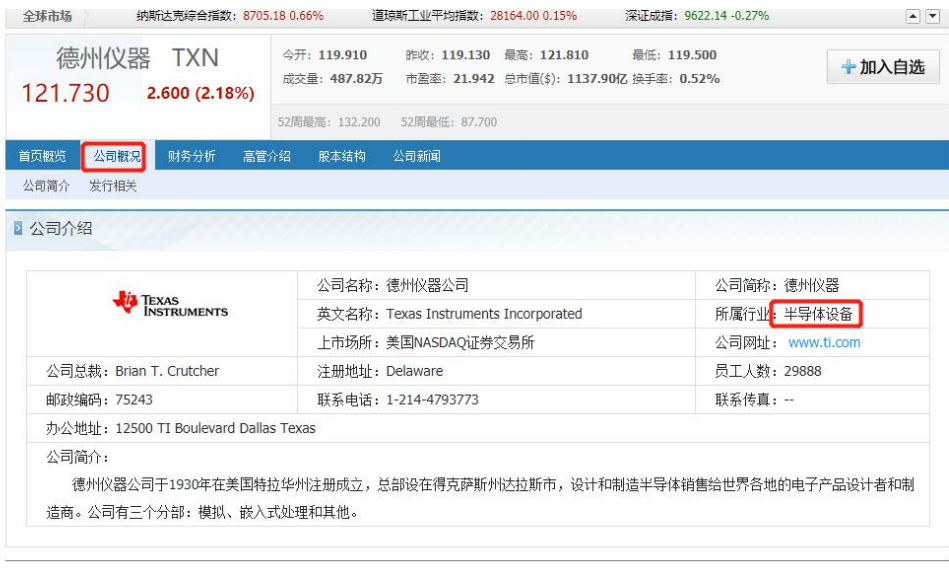 全球市场 纳斯达克综合指数: 8705.18 0.66% 道琼斯工业平均指数: 28164.00 0.15% 深证成指: 9622.14 -0.27%
德州仪器 TXN
121.730 2.600 (2.18%)
今开: 119.910 昨收: 119.130 最高: 121.810 最低: 119.500
成交量: 487.82万 市盈率: 21.942 总市值($): 1137.90亿 换手率: 0.52%
52周最高: 132.200 52周最低: 87.700
加入自选
首页概览 公司概况 财务分析 高管介绍 股本结构 公司新闻
公司简介 发行相关
公司介绍
TEXAS
INSTRUMENTS
公司名称: 德州仪器公司 公司简称: 德州仪器
英文名称: Texas Instruments Incorporated 所属行业: 半导体设备
上市场所: 美国NASDAQ证券交易所 公司网址: www.ti.com
公司总裁: Brian T. Crutcher 注册地址: Delaware 员工人数: 29888
邮政编码: 75243 联系电话: 1-214-4793773 联系传真: --
办公地址: 12500 TI Boulevard Dallas Texas
公司简介:
德州仪器公司于1930年在美国特拉华州注册成立，总部设在得克萨斯州达拉斯市，设计和制造半导体销售给世界各地的电子产品设计者和制
造商。公司有三个分部：模拟、嵌入式处理和其他。